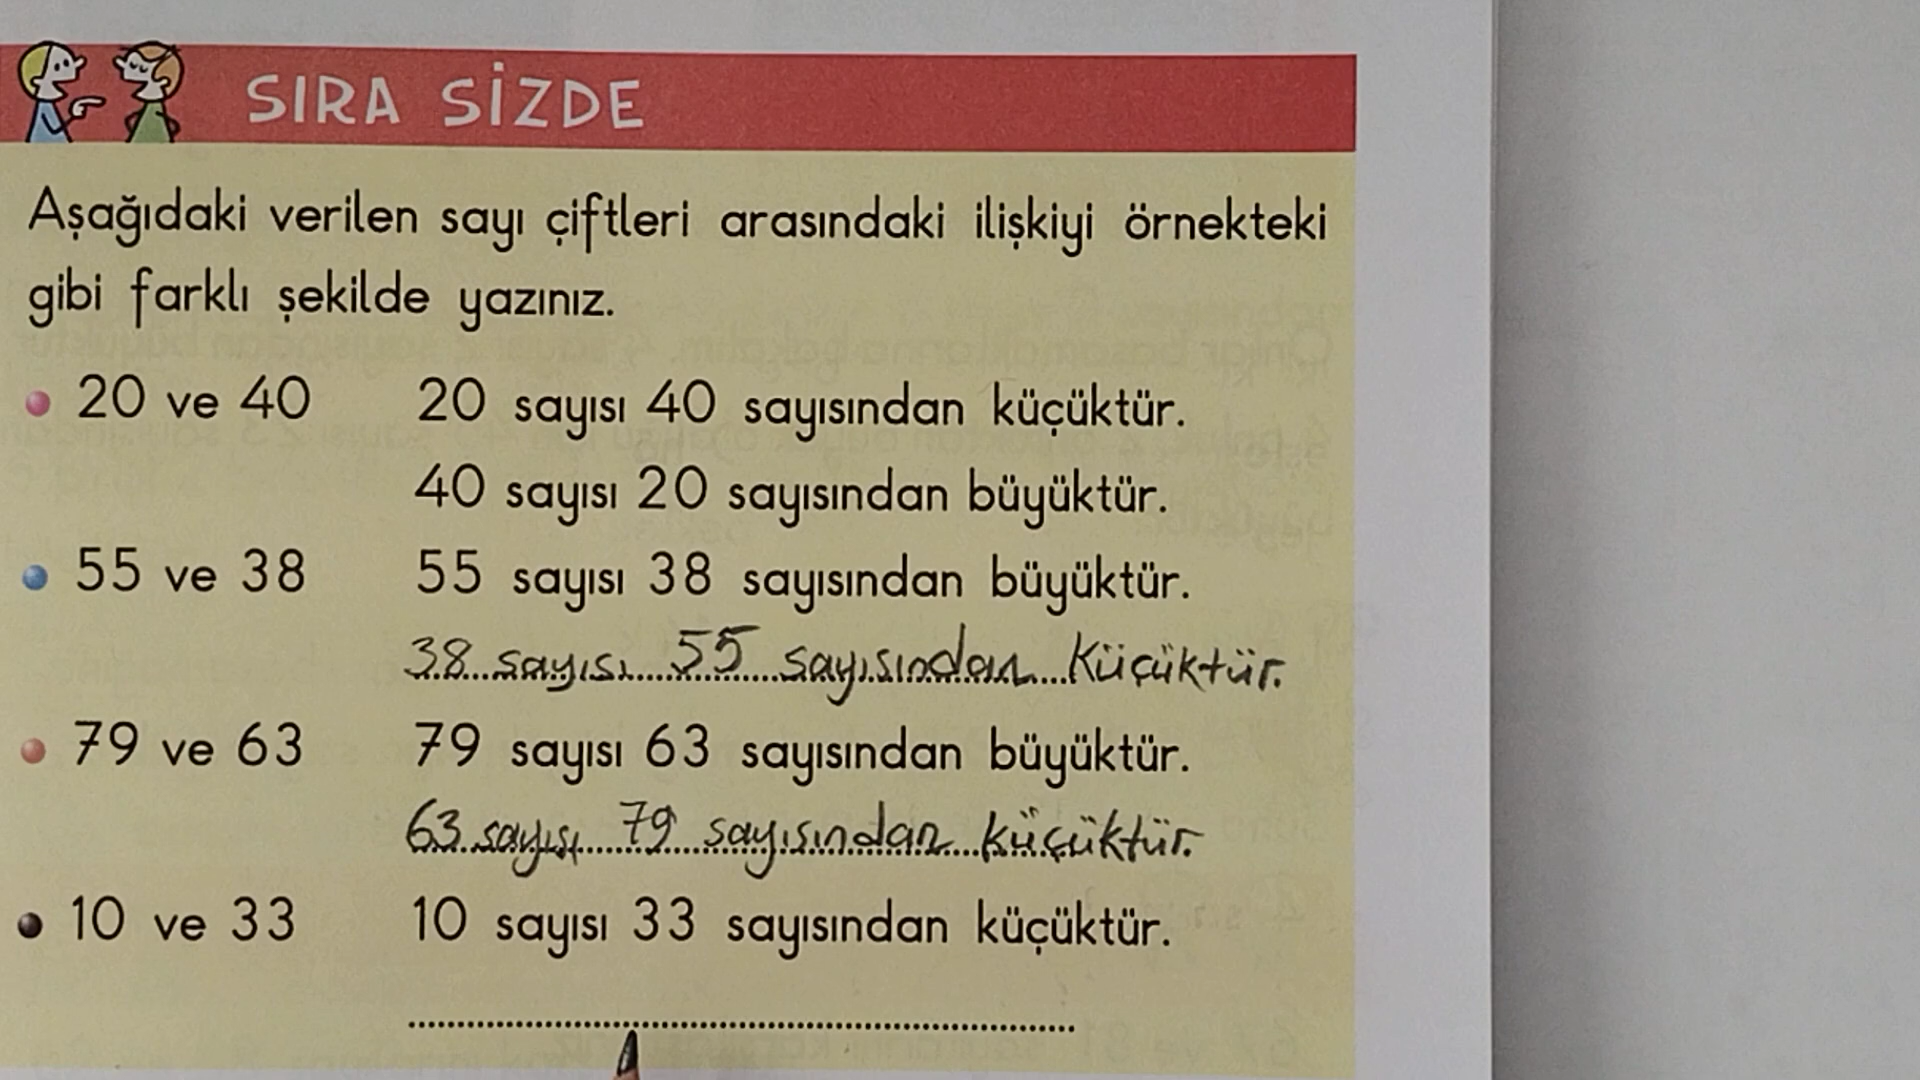 SIRA SİZDE
Aşağıdaki verilen sayı çiftleri arasındaki ilişkiyi örnekteki
gibi farklı şekilde yazınız.
20 ve 40 20 sayısı 40 sayısından küçüktür.
40 sayısı 20 sayısından büyüktür.
55 ve 38 55 sayısı 38 sayısından büyüktür.
38 sayısı 55 sayısından küçüktür.
79 ve 63 79 sayısı 63 sayısından büyüktür.
63 sayısı 79 sayısından küçüktür.
10 ve 33 10 sayısı 33 sayısından küçüktür.